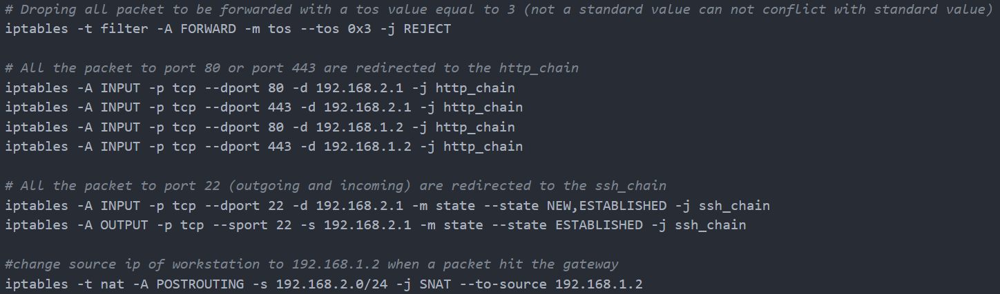 # Droping all packet to be forwarded with a tos value equal to 3 (not a standard value can not conflict with standard value)
iptables -t filter -A FORWARD -m tos --tos 0x3 -j REJECT
# All the packet to port 80 or port 443 are redirected to the http_chain
iptables -A INPUT -p tcp --dport 80 -d 192.168.2.1 -j http_chain
iptables -A INPUT -p tcp --dport 443 -d 192.168.2.1 -j http_chain
iptables -A INPUT -p tcp --dport 80 -d 192.168.1.2 -j http_chain
iptables -A INPUT -p tcp --dport 443 -d 192.168.1.2 -j http_chain
# All the packet to port 22 (outgoing and incoming) are redirected to the ssh_chain
iptables -A INPUT -p tcp --dport 22 -d 192.168.2.1 -m state --state NEW,ESTABLISHED -j ssh_chain
iptables -A OUTPUT -p tcp --sport 22 -s 192.168.2.1 -m state --state ESTABLISHED -j ssh_chain
#change source ip of workstation to 192.168.1.2 when a packet hit the gateway
iptables -t nat -A POSTROUTING -s 192.168.2.0/24 -j SNAT --to-source 192.168.1.2